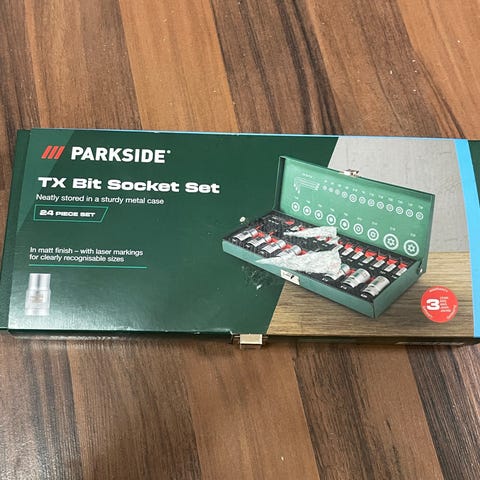 PARKSIDE®
TX Bit Socket Set
Neatly stored in a sturdy metal case
24 PIECE SET
In matt finish – with laser markings
for clearly recognisable sizes
3